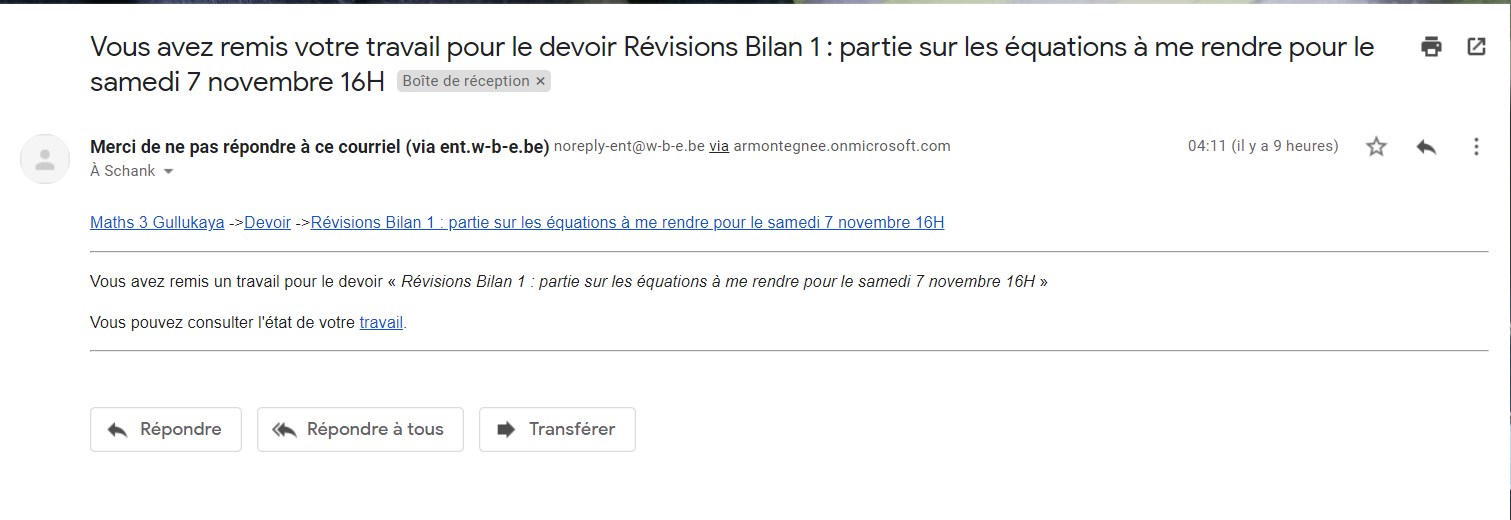 Vous avez remis votre travail pour le devoir Révisions Bilan 1 : partie sur les équations à me rendre pour le
samedi 7 novembre 16H Boîte de réception ×
Merci de ne pas répondre à ce courriel (via ent.w-b-e.be) noreply-ent@w-b-e.be via armontegnee.onmicrosoft.com 04:11 (il y a 9 heures)
À Schank
Maths 3 Gullukaya ->Devoir ->Révisions Bilan 1 : partie sur les équations à me rendre pour le samedi 7 novembre 16H
Vous avez remis un travail pour le devoir « Révisions Bilan 1 : partie sur les équations à me rendre pour le samedi 7 novembre 16H »
Vous pouvez consulter l'état de votre travail.
Répondre Répondre à tous Transférer